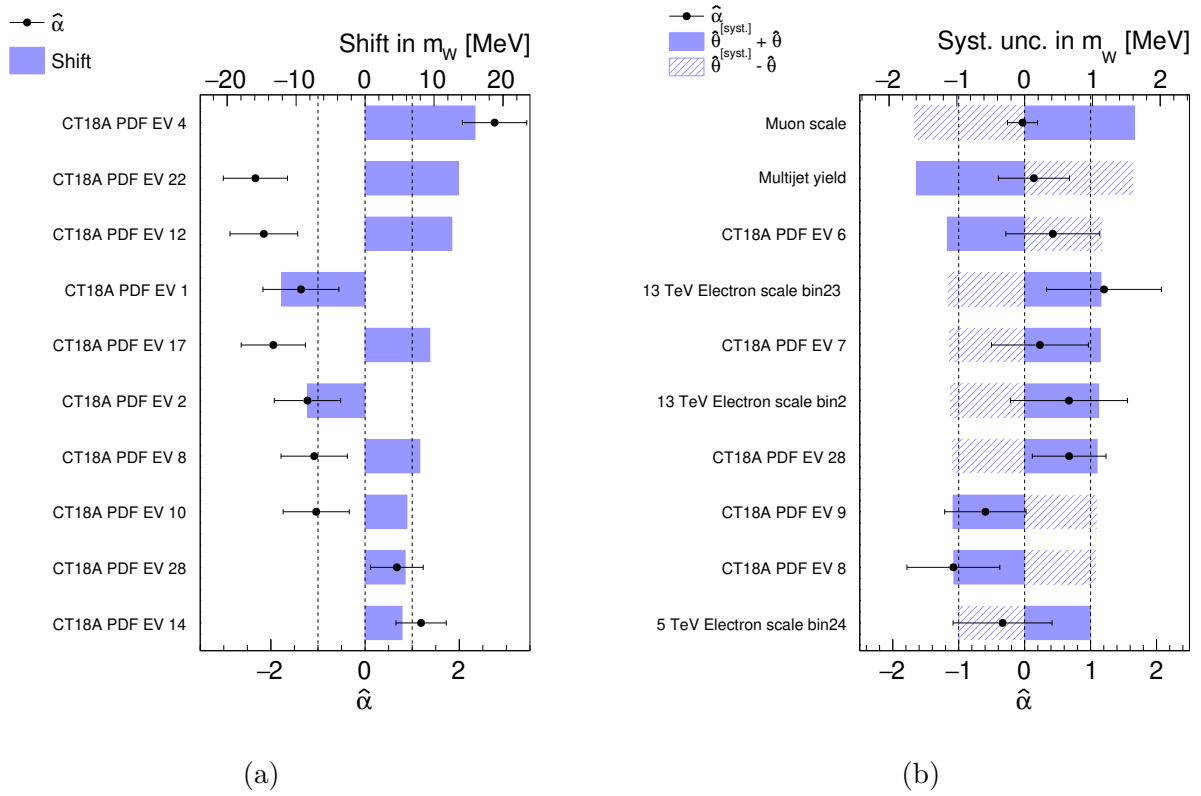 α̂
Shift
Shift in m_W [MeV]
−20 −10 0 10 20
CT18A PDF EV 4
CT18A PDF EV 22
CT18A PDF EV 12
CT18A PDF EV 1
CT18A PDF EV 17
CT18A PDF EV 2
CT18A PDF EV 8
CT18A PDF EV 10
CT18A PDF EV 28
CT18A PDF EV 14
−2 0 2
α̂
(a)
α̂
θ̂^[syst.] + θ̂
θ̂^[syst.] - θ̂
Syst. unc. in m_W [MeV]
−2 −1 0 1 2
Muon scale
Multijet yield
CT18A PDF EV 6
13 TeV Electron scale bin23
CT18A PDF EV 7
13 TeV Electron scale bin2
CT18A PDF EV 28
CT18A PDF EV 9
CT18A PDF EV 8
5 TeV Electron scale bin24
−2 −1 0 1 2
α̂
(b)